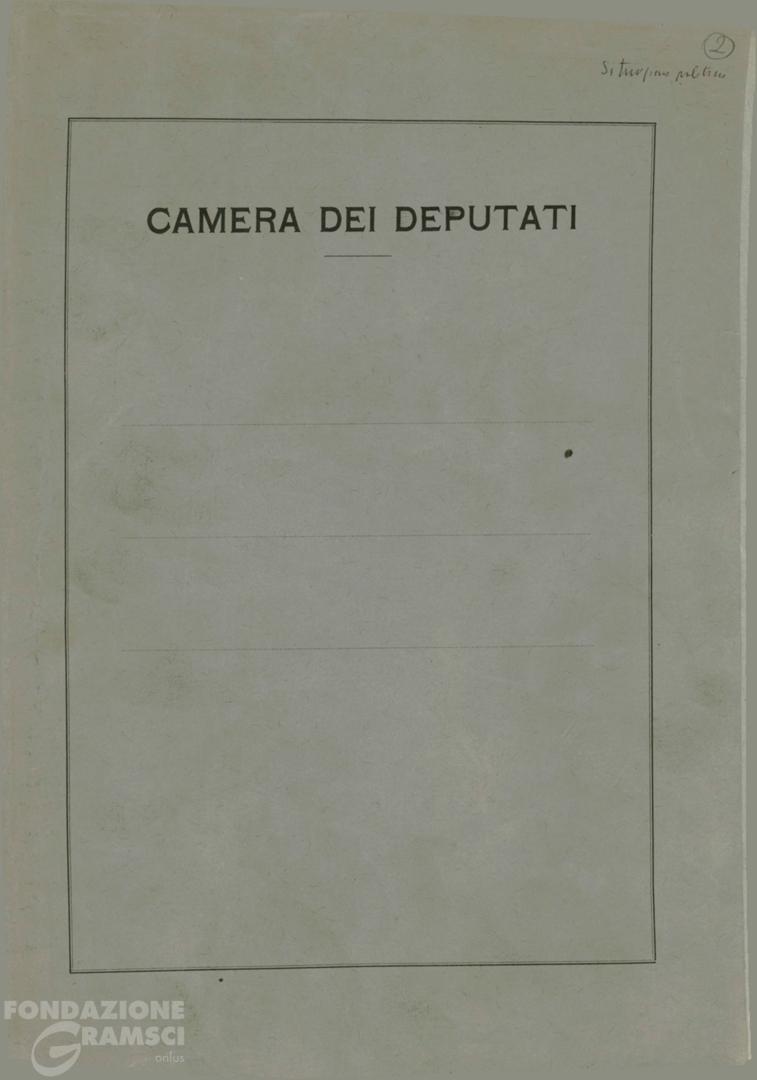 2
Situazione politica
CAMERA DEI DEPUTATI
FONDAZIONE
GRAMSCI
onlus